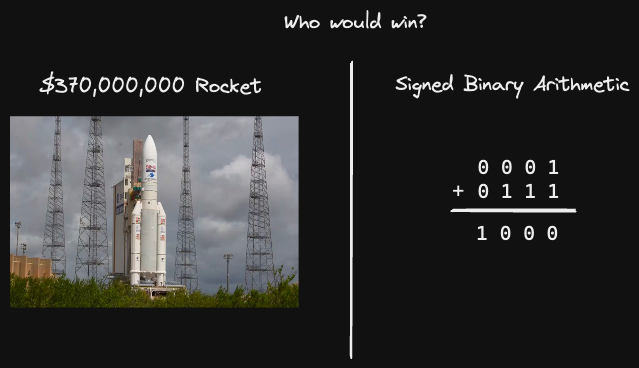 Who would win?
$370,000,000 Rocket
Signed Binary Arithmetic
0 0 0 1
+ 0 1 1 1
1 0 0 0